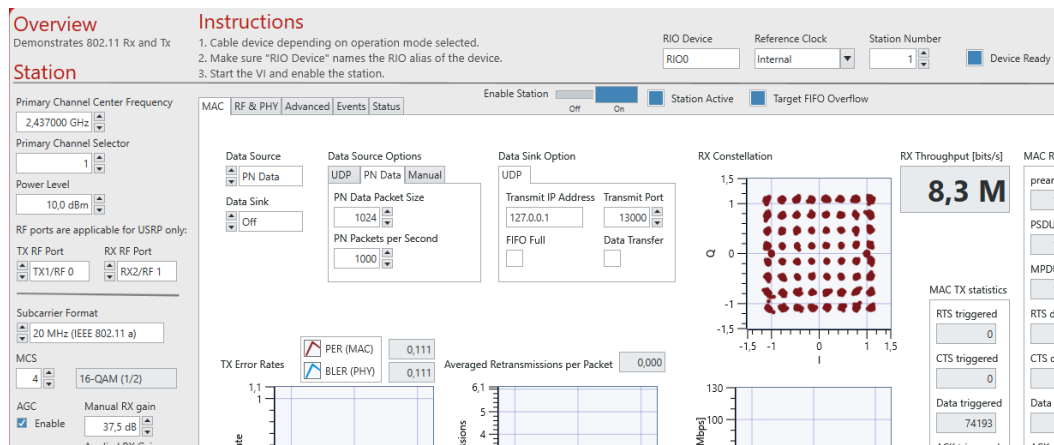 Overview
Demonstrates 802.11 Rx and Tx
Station
Primary Channel Center Frequency
2,437000 GHz
Primary Channel Selector
1
Power Level
10,0 dBm
RF ports are applicable for USRP only:
TX RF Port RX RF Port
TX1/RF 0 RX2/RF 1
Subcarrier Format
20 MHz (IEEE 802.11 a)
MCS
4 16-QAM (1/2)
AGC Manual RX gain
Enable 37,5 dB
Instructions
1. Cable device depending on operation mode selected.
2. Make sure "RIO Device" names the RIO alias of the device.
3. Start the VI and enable the station.
RIO Device Reference Clock Station Number
RIO0 Internal 1 Device Ready
Enable Station Off On Station Active Target FIFO Overflow
MAC RF & PHY Advanced Events Status
Data Source
PN Data
Data Sink
Off
Data Source Options
UDP PN Data Manual
PN Data Packet Size
1024
PN Packets per Second
1000
Data Sink Option
UDP
Transmit IP Address Transmit Port
127.0.0.1 13000
FIFO Full Data Transfer
RX Constellation
1,5
1
0
-1
-1,5
Q
-1,5 -1 0 1 1,5
I
RX Throughput [bits/s]
8,3 M
MAC TX statistics
RTS triggered
0
CTS triggered
0
Data triggered
74193
MAC R
PSDU
Data
TX Error Rates
PER (MAC) 0,111
BLER (PHY) 0,111
1,1
1
Averaged Retransmissions per Packet 0,000
6,1
5
4
130
100